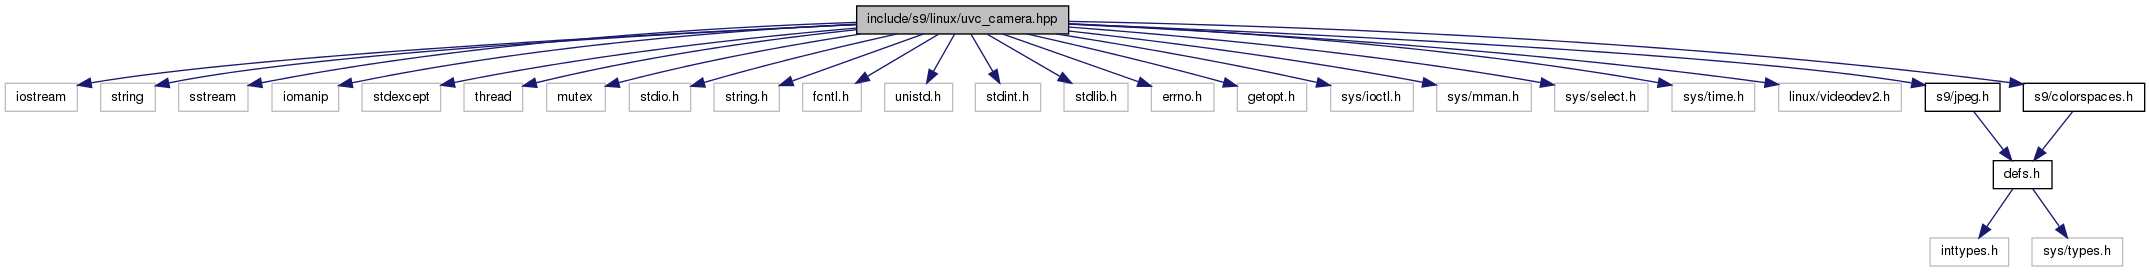 include/s9/linux/uvc_camera.hpp
iostream
string
sstream
iomanip
stdexcept
thread
mutex
stdio.h
string.h
fcntl.h
unistd.h
stdint.h
stdlib.h
errno.h
getopt.h
sys/ioctl.h
sys/mman.h
sys/select.h
sys/time.h
linux/videodev2.h
s9/jpeg.h
s9/colorspaces.h
defs.h
inttypes.h
sys/types.h